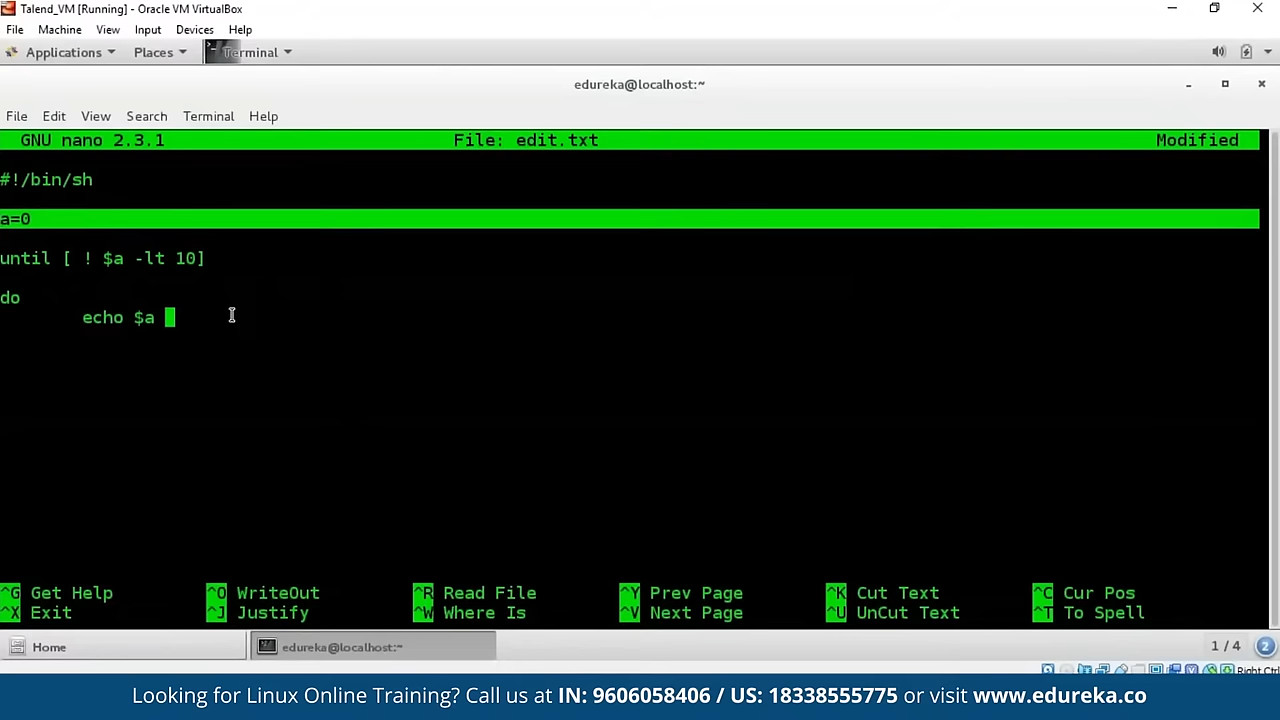 Talend_VM [Running] - Oracle VM VirtualBox
File Machine View Input Devices Help
Applications Places Terminal
edureka@localhost:~
File Edit View Search Terminal Help
GNU nano 2.3.1 File: edit.txt Modified
#!/bin/sh
a=0
until [ ! $a -lt 10]
do
echo $a
^G Get Help ^O WriteOut ^R Read File ^Y Prev Page ^K Cut Text ^C Cur Pos
^X Exit ^J Justify ^W Where Is ^V Next Page ^U UnCut Text ^T To Spell
Home edureka@localhost:~ 1 / 4 2
Right Ctrl
Looking for Linux Online Training? Call us at IN: 9606058406 / US: 18338555775 or visit www.edureka.co